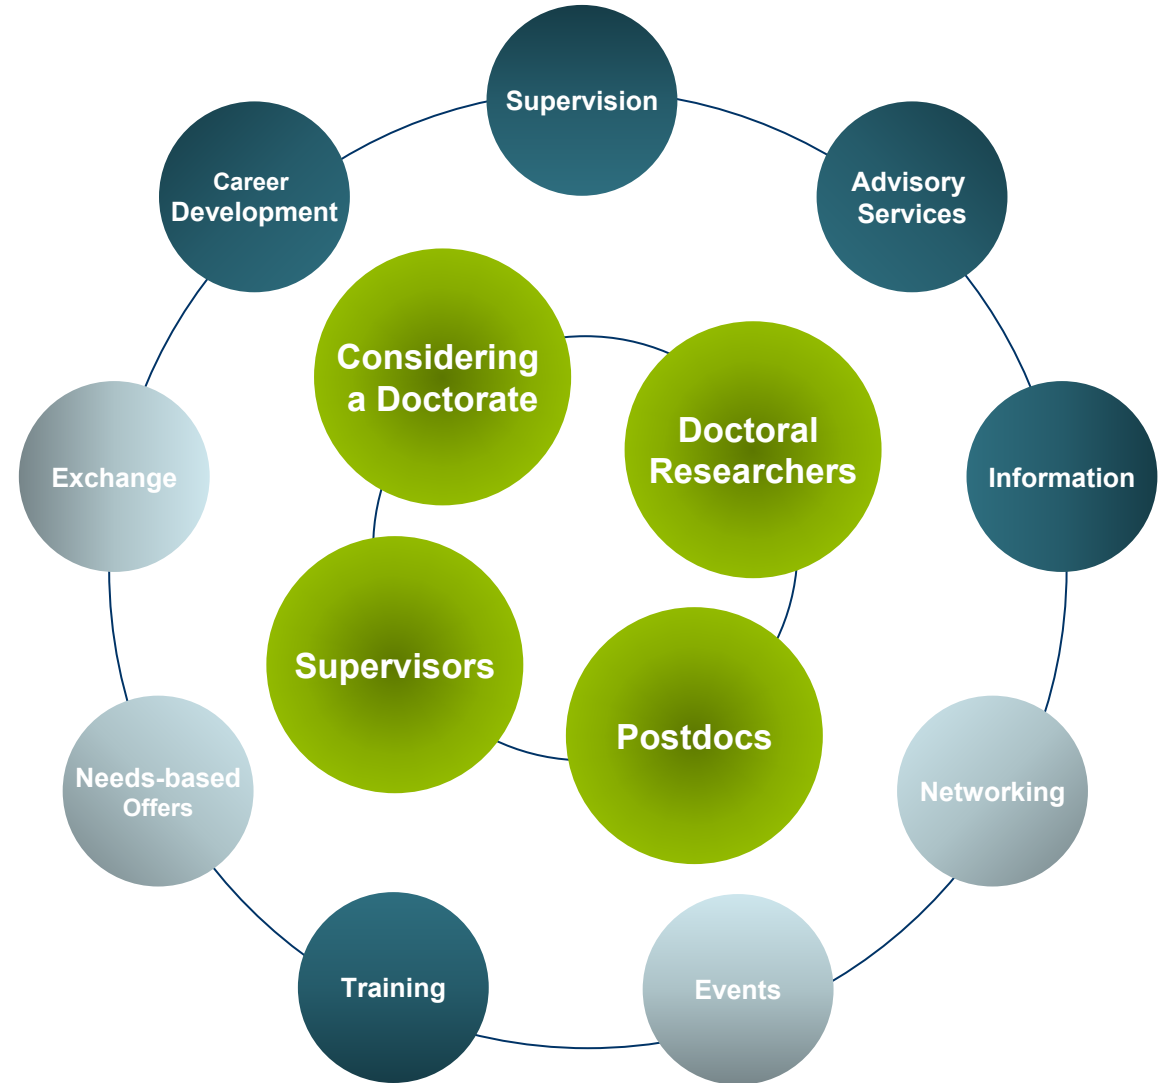 Supervision
Career
Development
Advisory
Services
Considering
a Doctorate
Doctoral
Researchers
Exchange
Information
Supervisors
Postdocs
Needs-based
Offers
Networking
Training
Events